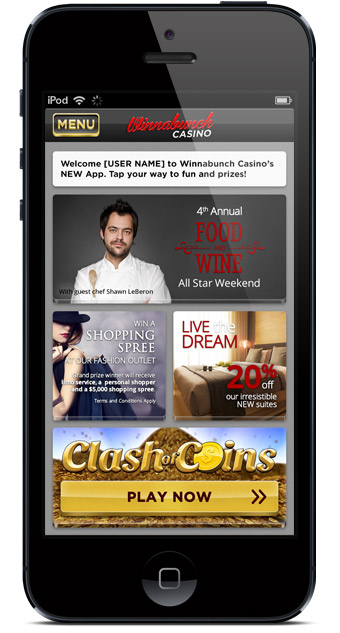 iPod
MENU
Winnabunch
CASINO
Welcome [USER NAME] to Winnabunch Casino's
NEW App. Tap your way to fun and prizes!
4th Annual
FOOD
AND
WINE
All Star Weekend
With guest chef Shawn LeBeron
WIN A
SHOPPING
SPREE
AT OUR FASHION OUTLET
Grand prize winner will receive
limo service, a personal shopper
and a $5,000 shopping spree.
Terms and Conditions Apply
LIVE the
DREAM
20% off
our irresistible
NEW suites
Clash of Coins
PLAY NOW